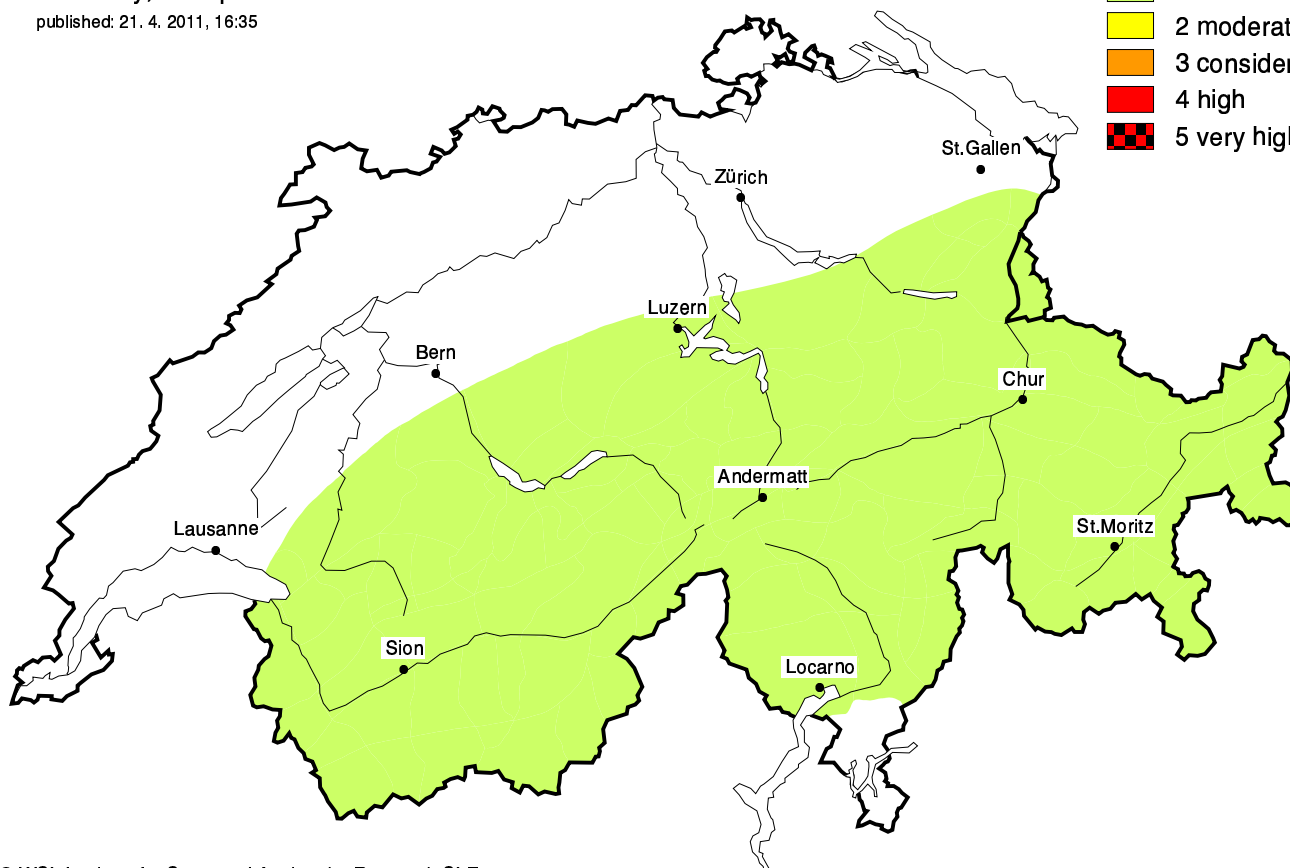 published: 21. 4. 2011, 16:35
2 moderat
3 consider
4 high
5 very high
St.Gallen
Zürich
Luzern
Bern
Chur
Andermatt
Lausanne
St.Moritz
Sion
Locarno